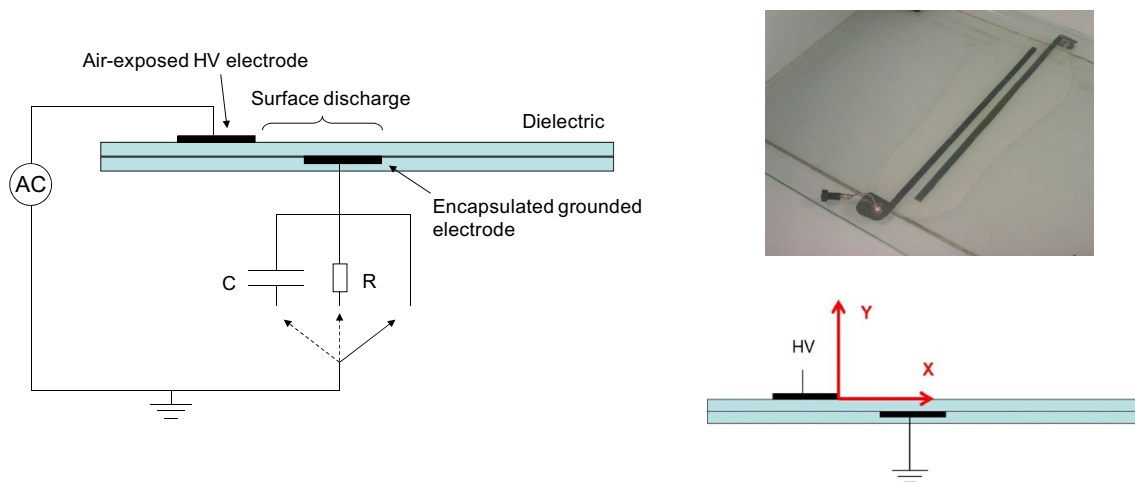 Air-exposed HV electrode
Surface discharge
Dielectric
AC
Encapsulated grounded
electrode
C
R
Y
HV
X